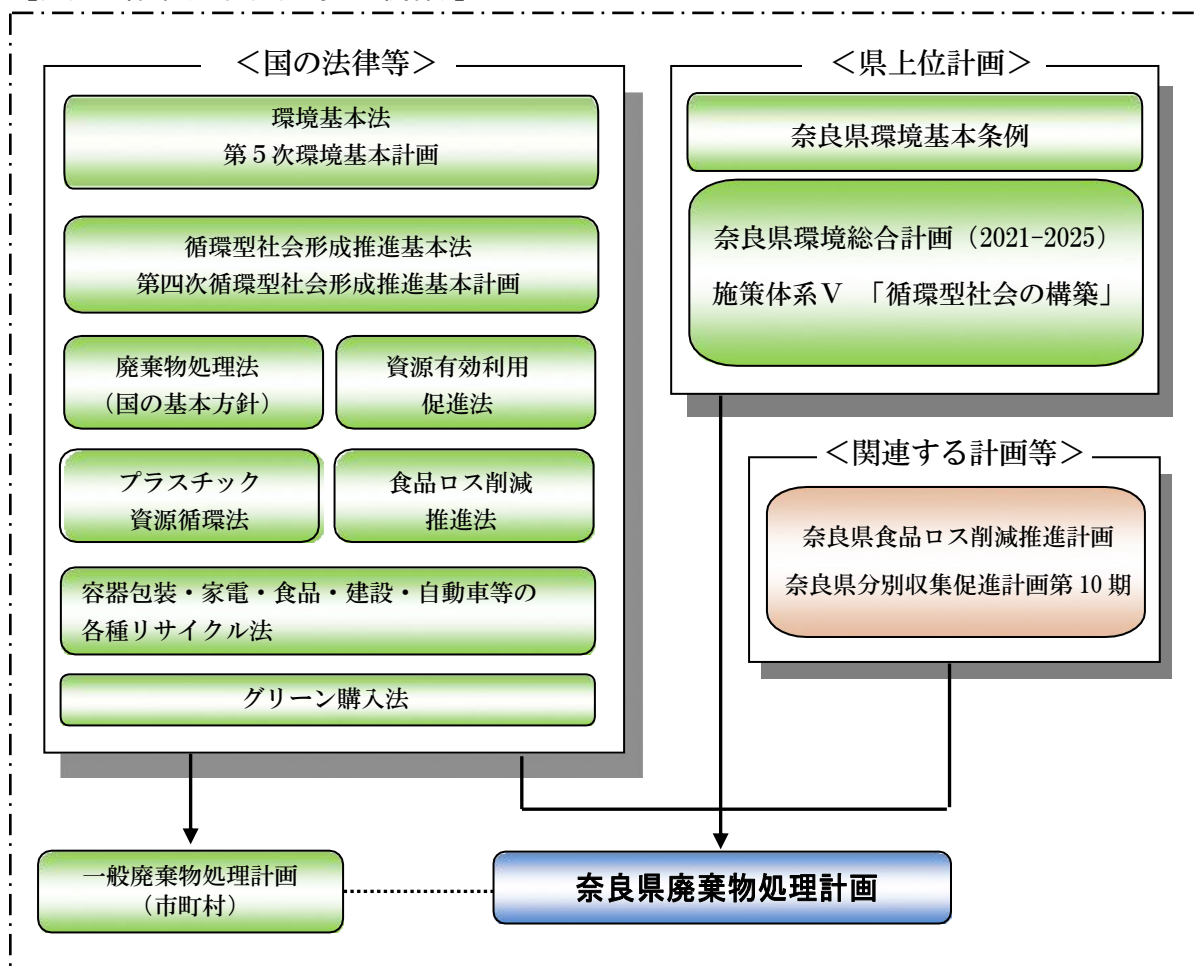 ＜国の法律等＞
環境基本法
第５次環境基本計画
循環型社会形成推進基本法
第四次循環型社会形成推進基本計画
廃棄物処理法
（国の基本方針）
資源有効利用
促進法
プラスチック
資源循環法
食品ロス削減
推進法
容器包装・家電・食品・建設・自動車等の
各種リサイクル法
グリーン購入法
＜県上位計画＞
奈良県環境基本条例
奈良県環境総合計画（2021-2025）
施策体系Ⅴ 「循環型社会の構築」
＜関連する計画等＞
奈良県食品ロス削減推進計画
奈良県分別収集促進計画第 10 期
一般廃棄物処理計画
（市町村）
奈良県廃棄物処理計画